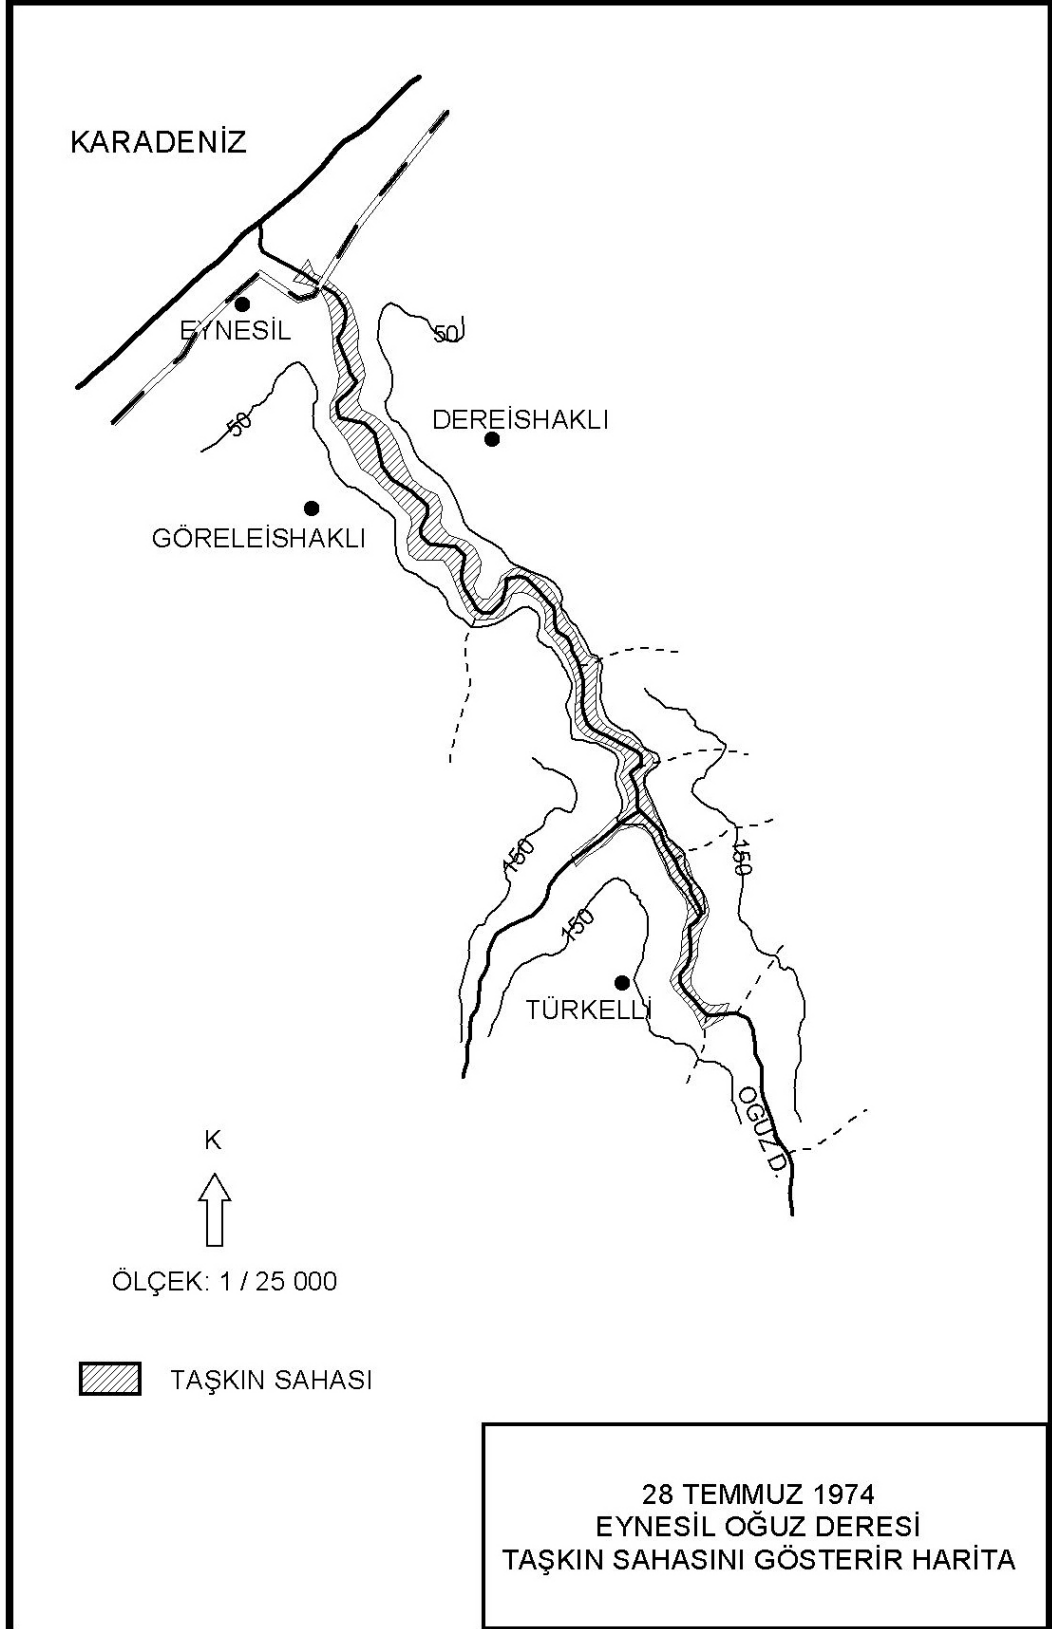 KARADENİZ
EYNESİL
50
50
DEREİSHAKLI
GÖRELEİSHAKLI
150
150
150
TÜRKELLİ
OĞUZ D.
K
ÖLÇEK: 1 / 25 000
TAŞKIN SAHASI
28 TEMMUZ 1974
EYNESİL OĞUZ DERESİ
TAŞKIN SAHASINI GÖSTERİR HARİTA